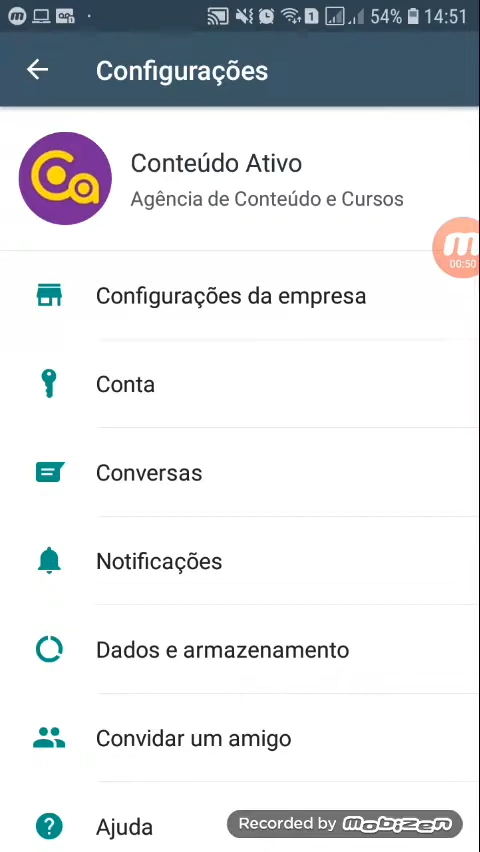 54% 14:51
Configurações
Ca
Conteúdo Ativo
Agência de Conteúdo e Cursos
00:50
Configurações da empresa
Conta
Conversas
Notificações
Dados e armazenamento
Convidar um amigo
Ajuda
Recorded by mobizen